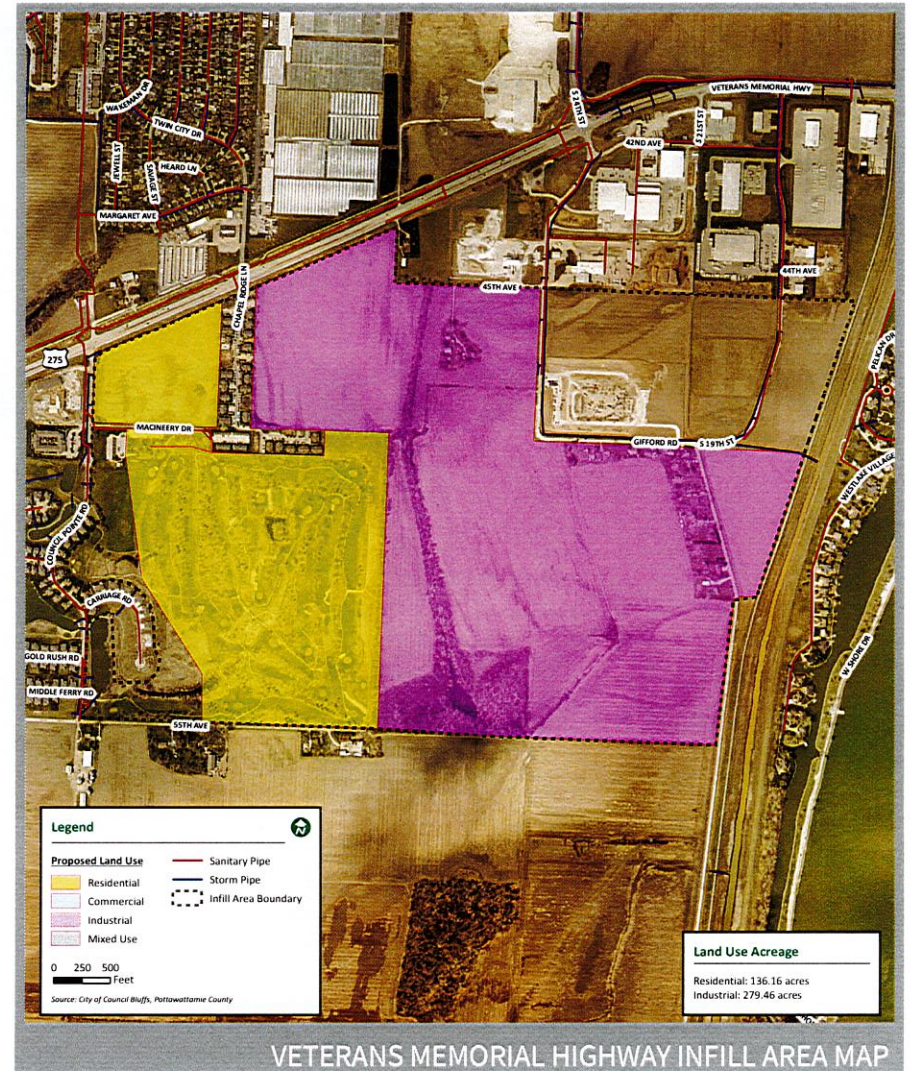 VETERANS MEMORIAL HWY
S 24TH ST
S 21ST ST
42ND AVE
WAKEMAN DR
TWIN CITY DR
JEWELL ST
SAVAGE ST
HEARD LN
MARGARET AVE
CHAPEL RIDGE LN
44TH AVE
45TH AVE
275
PELICAN DR
MACINEERY DR
GIFFORD RD
S 19TH ST
WESTLAKE VILLAGE
COUNCIL POINTE RD
CARRIAGE RD
GOLD RUSH RD
MIDDLE FERRY RD
W SHORE DR
55TH AVE
Legend
N
Proposed Land Use
Residential
Commercial
Industrial
Mixed Use
Sanitary Pipe
Storm Pipe
Infill Area Boundary
0 250 500
Feet
Source: City of Council Bluffs, Pottawattamie County
Land Use Acreage
Residential: 136.16 acres
Industrial: 279.46 acres
VETERANS MEMORIAL HIGHWAY INFILL AREA MAP